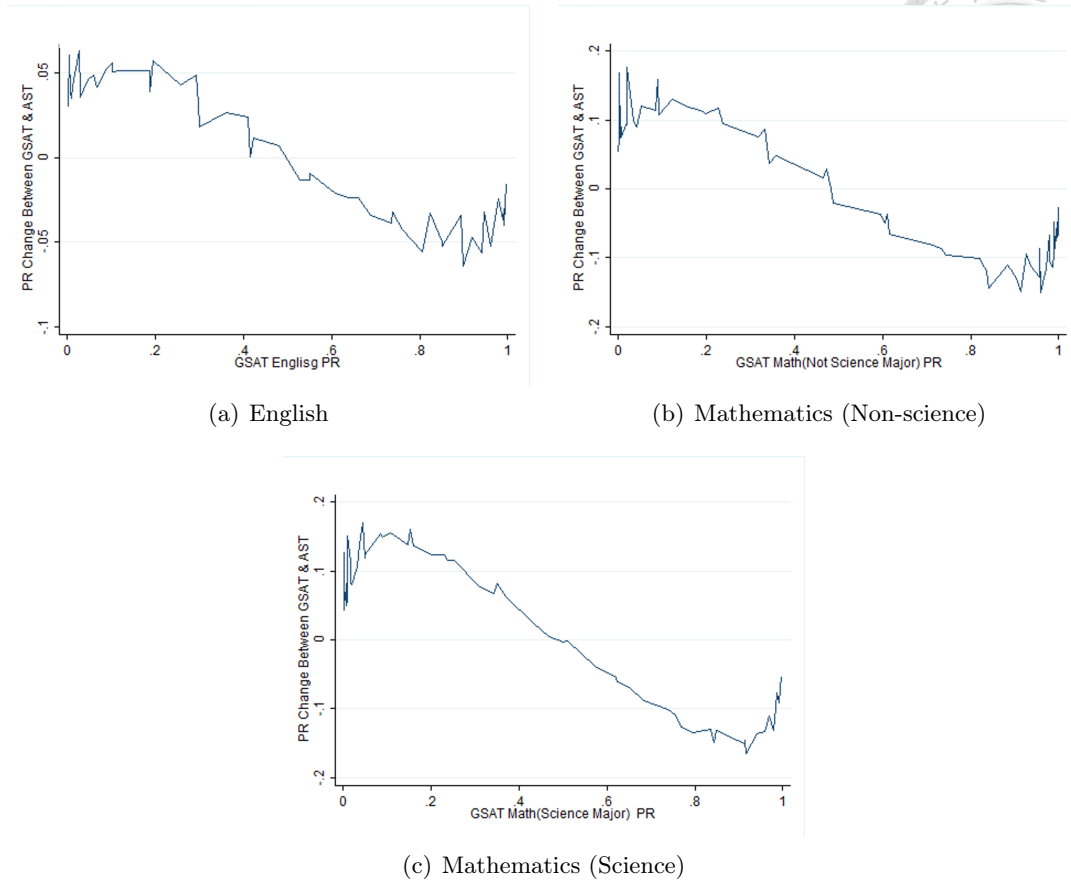 PR Change Between GSAT & AST
.05
0
-.05
-.1
0 .2 .4 .6 .8 1
GSAT Englisg PR
(a) English
PR Change Between GSAT & AST
.2
.1
0
-.1
-.2
0 .2 .4 .6 .8 1
GSAT Math(Not Science Major) PR
(b) Mathematics (Non-science)
PR Change Between GSAT & AST
.2
.1
0
-.1
-.2
0 .2 .4 .6 .8 1
GSAT Math(Science Major) PR
(c) Mathematics (Science)